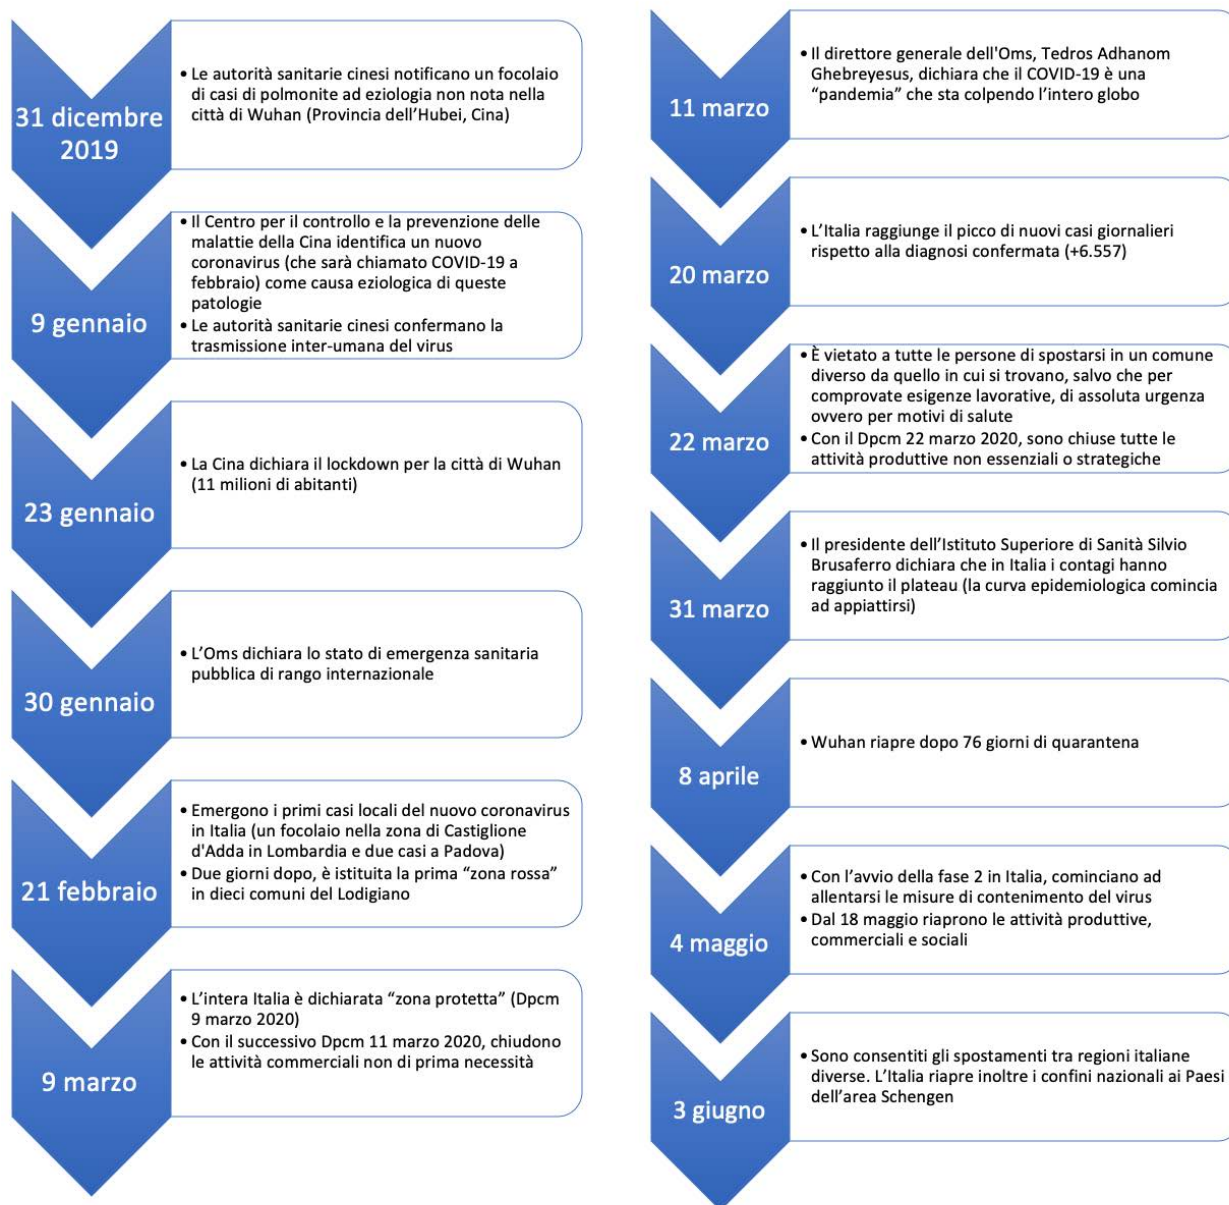 31 dicembre
2019
• Le autorità sanitarie cinesi notificano un focolaio
di casi di polmonite ad eziologia non nota nella
città di Wuhan (Provincia dell’Hubei, Cina)
9 gennaio
• Il Centro per il controllo e la prevenzione delle
malattie della Cina identifica un nuovo
coronavirus (che sarà chiamato COVID-19 a
febbraio) come causa eziologica di queste
patologie
• Le autorità sanitarie cinesi confermano la
trasmissione inter-umana del virus
23 gennaio
• La Cina dichiara il lockdown per la città di Wuhan
(11 milioni di abitanti)
30 gennaio
• L’Oms dichiara lo stato di emergenza sanitaria
pubblica di rango internazionale
21 febbraio
• Emergono i primi casi locali del nuovo coronavirus
in Italia (un focolaio nella zona di Castiglione
d'Adda in Lombardia e due casi a Padova)
• Due giorni dopo, è istituita la prima “zona rossa”
in dieci comuni del Lodigiano
9 marzo
• L’intera Italia è dichiarata “zona protetta” (Dpcm
9 marzo 2020)
• Con il successivo Dpcm 11 marzo 2020, chiudono
le attività commerciali non di prima necessità
11 marzo
• Il direttore generale dell'Oms, Tedros Adhanom
Ghebreyesus, dichiara che il COVID-19 è una
“pandemia” che sta colpendo l’intero globo
20 marzo
• L’Italia raggiunge il picco di nuovi casi giornalieri
rispetto alla diagnosi confermata (+6.557)
22 marzo
• È vietato a tutte le persone di spostarsi in un comune
diverso da quello in cui si trovano, salvo che per
comprovate esigenze lavorative, di assoluta urgenza
ovvero per motivi di salute
• Con il Dpcm 22 marzo 2020, sono chiuse tutte le
attività produttive non essenziali o strategiche
31 marzo
• Il presidente dell’Istituto Superiore di Sanità Silvio
Brusaferro dichiara che in Italia i contagi hanno
raggiunto il plateau (la curva epidemiologica comincia
ad appiattirsi)
8 aprile
• Wuhan riapre dopo 76 giorni di quarantena
4 maggio
• Con l’avvio della fase 2 in Italia, cominciano ad
allentarsi le misure di contenimento del virus
• Dal 18 maggio riaprono le attività produttive,
commerciali e sociali
3 giugno
• Sono consentiti gli spostamenti tra regioni italiane
diverse. L’Italia riapre inoltre i confini nazionali ai Paesi
dell’area Schengen